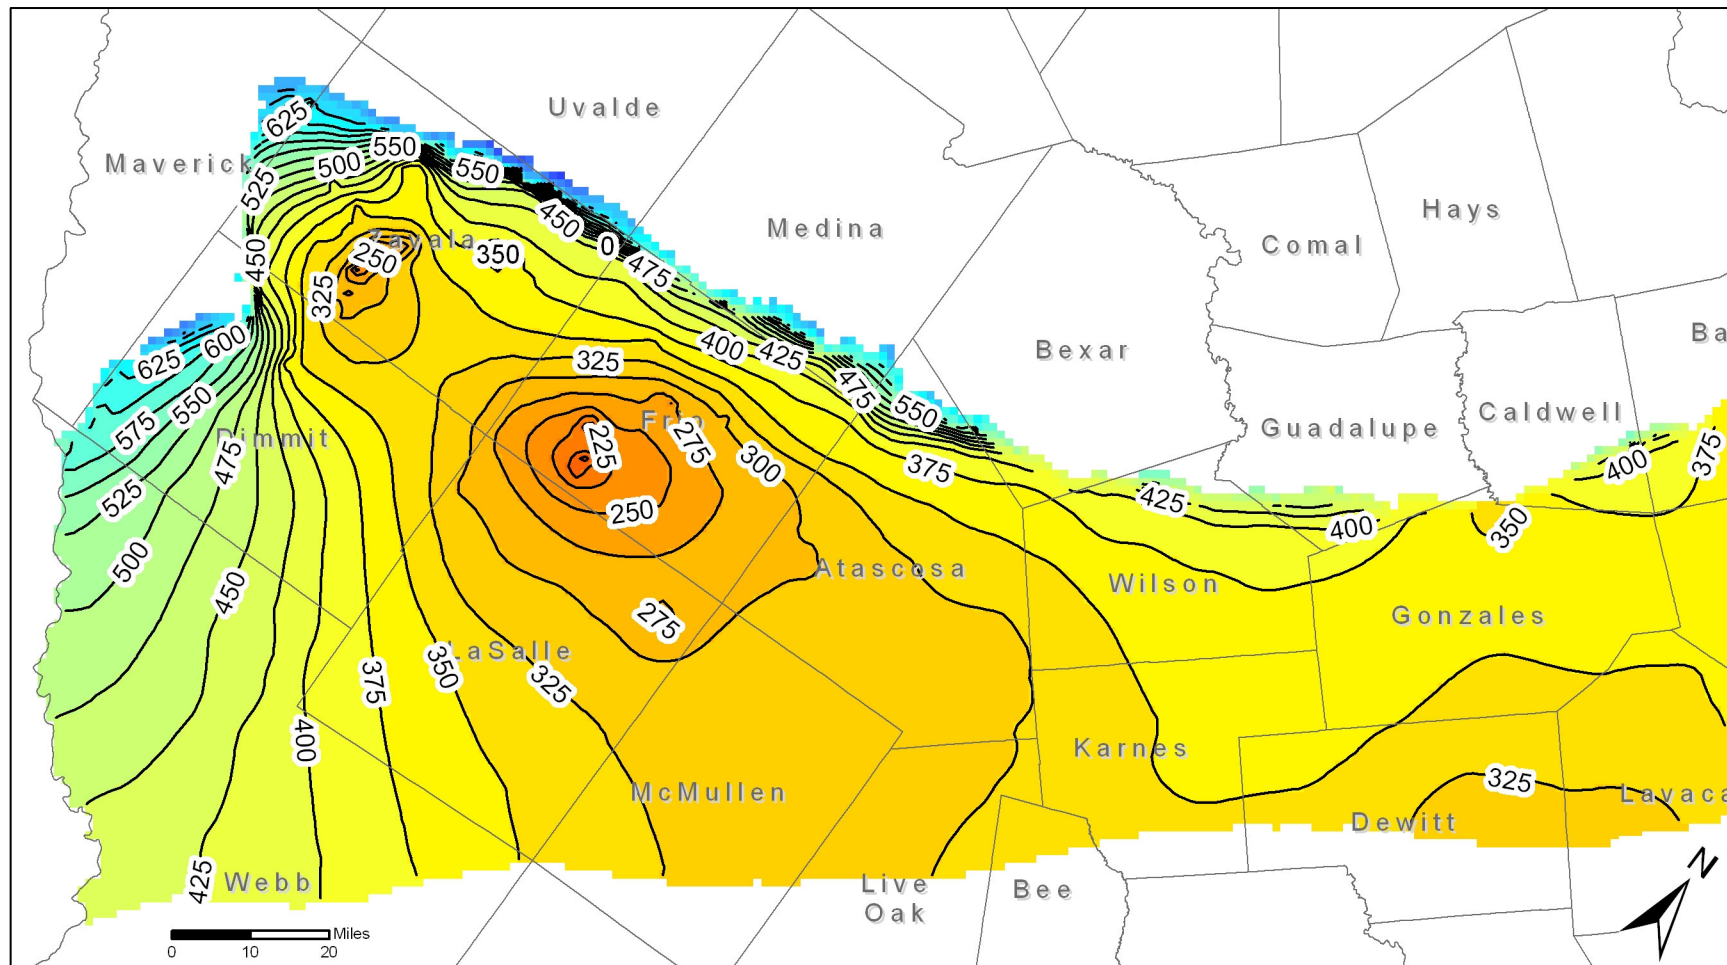 Uvalde
625
550
Maverick
500
550
525
Hays
450
Medina
Zavala
0
Comal
250
350
475
450
325
400
425
Bexar
Ba
625
600
325
475
550
Caldwell
575
550
Frio
Guadalupe
Dimmit
225
275
300
375
400
375
475
525
250
425
400
350
500
Atascosa
Wilson
450
275
Gonzales
LaSalle
350
375
325
400
Karnes
325
McMullen
Lavaca
Dewitt
425
Webb
Live
Oak
Bee
N
Miles
0 10 20